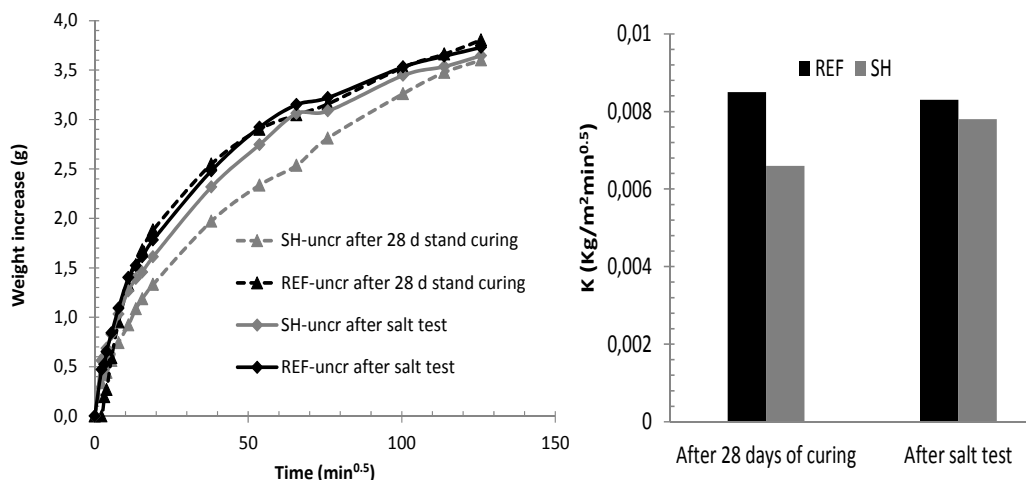 4,0
3,5
3,0
2,5
2,0
1,5
1,0
0,5
0,0
Weight increase (g)
SH-uncr after 28 d stand curing
REF-uncr after 28 d stand curing
SH-uncr after salt test
REF-uncr after salt test
0 50 100 150
Time (min0.5)
0,01
0,008
0,006
0,004
0,002
0
K (Kg/m2min0.5)
REF SH
After 28 days of curing After salt test